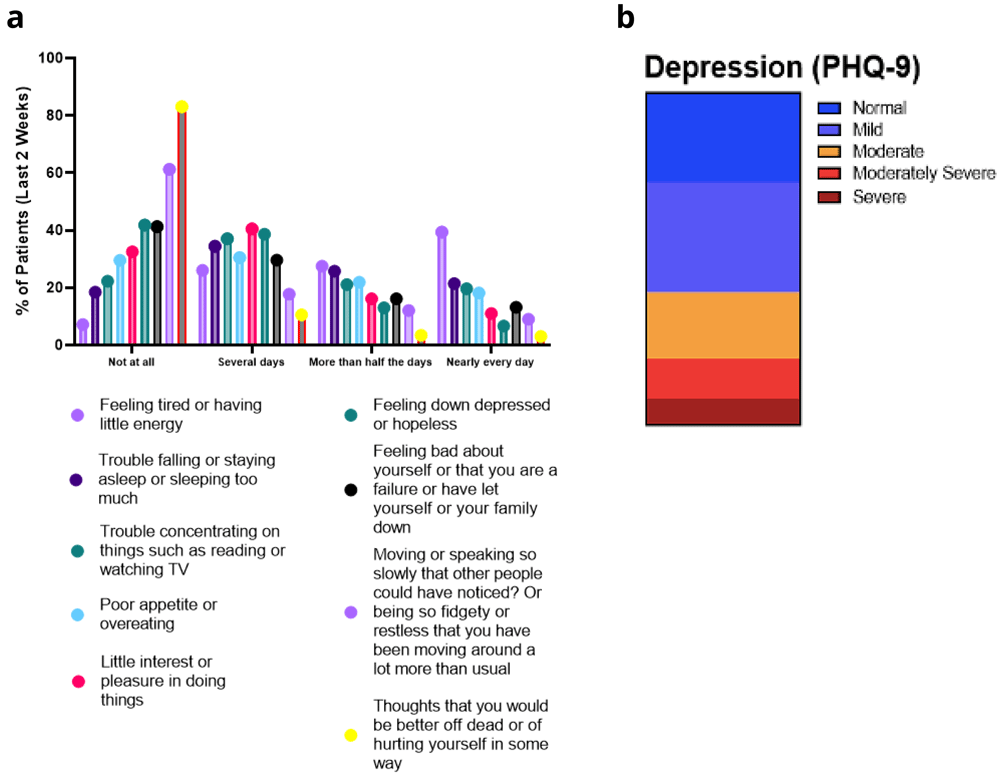 a
b
% of Patients (Last 2 Weeks)
100
80
60
40
20
0
Not at all
Several days
More than half the days
Nearly every day
Feeling tired or having
little energy
Trouble falling or staying
asleep or sleeping too
much
Trouble concentrating on
things such as reading or
watching TV
Poor appetite or
overeating
Little interest or
pleasure in doing
things
Feeling down depressed
or hopeless
Feeling bad about
yourself or that you are a
failure or have let
yourself or your family
down
Moving or speaking so
slowly that other people
could have noticed? Or
being so fidgety or
restless that you have
been moving around a
lot more than usual
Thoughts that you would
be better off dead or of
hurting yourself in some
way
Depression (PHQ-9)
Normal
Mild
Moderate
Moderately Severe
Severe